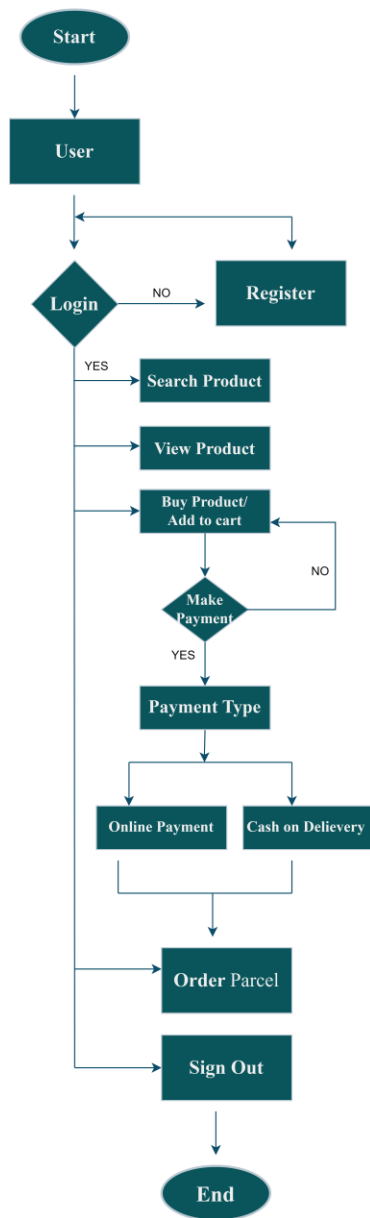 Start
User
Login
NO
Register
YES
Search Product
View Product
Buy Product/
Add to cart
NO
Make
Payment
YES
Payment Type
Online Payment
Cash on Delievery
Order Parcel
Sign Out
End